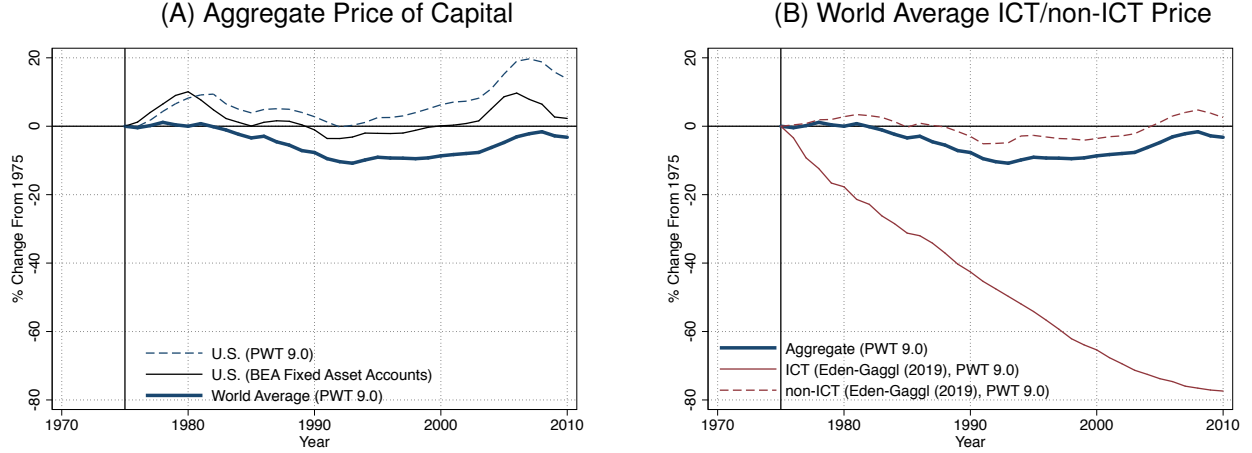 (A) Aggregate Price of Capital
% Change From 1975
20
0
-20
-40
-60
-80
1970
1980
1990
2000
2010
Year
U.S. (PWT 9.0)
U.S. (BEA Fixed Asset Accounts)
World Average (PWT 9.0)
(B) World Average ICT/non-ICT Price
% Change From 1975
20
0
-20
-40
-60
-80
1970
1980
1990
2000
2010
Year
Aggregate (PWT 9.0)
ICT (Eden-Gaggl (2019), PWT 9.0)
non-ICT (Eden-Gaggl (2019), PWT 9.0)